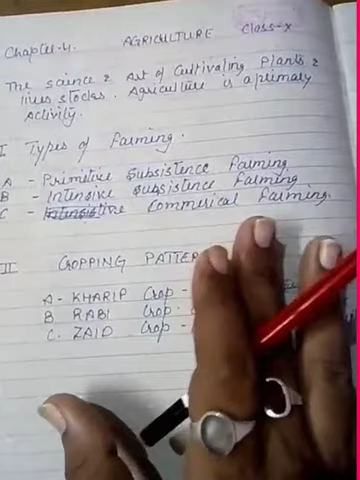 Chapter-4. AGRICULTURE Class-X
The science & Art of Cultivating Plants &
lives stocks. Agriculture is a primary
activity.
I Types of farming.
A - Primitive Subsistence farming
B - Intensive Subsistence farming
C - Commerical farming.
II CROPPING PATTER
A - KHARIP Crop -
B. RABI Crop -
C. ZAID Crop -